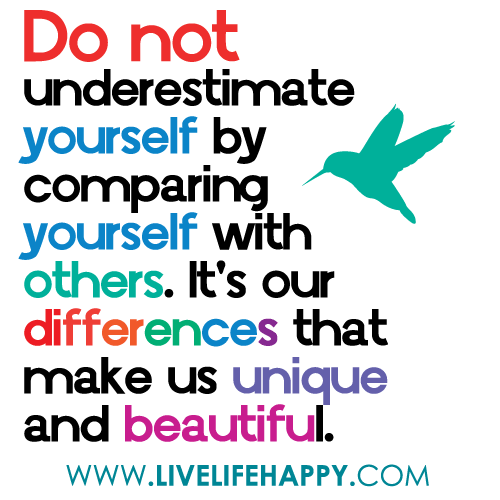 Do not
underestimate
yourself by
comparing
yourself with
others. It's our
differences that
make us unique
and beautiful.
WWW.LIVELIFEHAPPY.COM